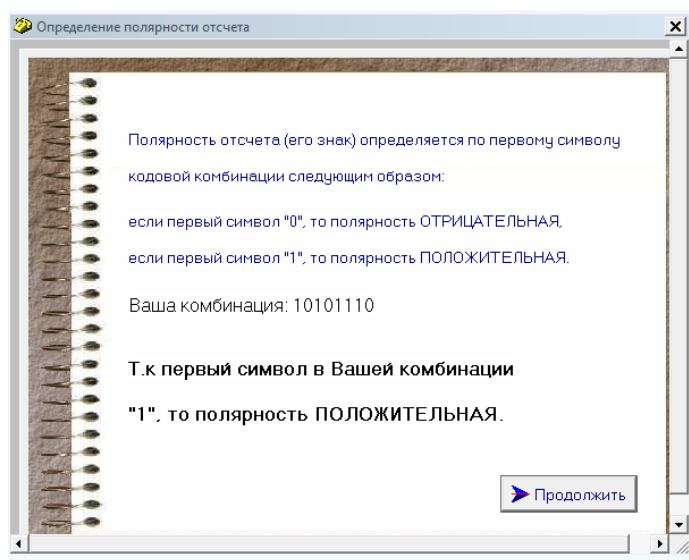 Определение полярности отсчета
Полярность отсчета (его знак) определяется по первому символу
кодовой комбинации следующим образом:
если первый символ "0", то полярность ОТРИЦАТЕЛЬНАЯ,
если первый символ "1", то полярность ПОЛОЖИТЕЛЬНАЯ.
Ваша комбинация: 10101110
Т.к первый символ в Вашей комбинации
"1", то полярность ПОЛОЖИТЕЛЬНАЯ.
Продолжить